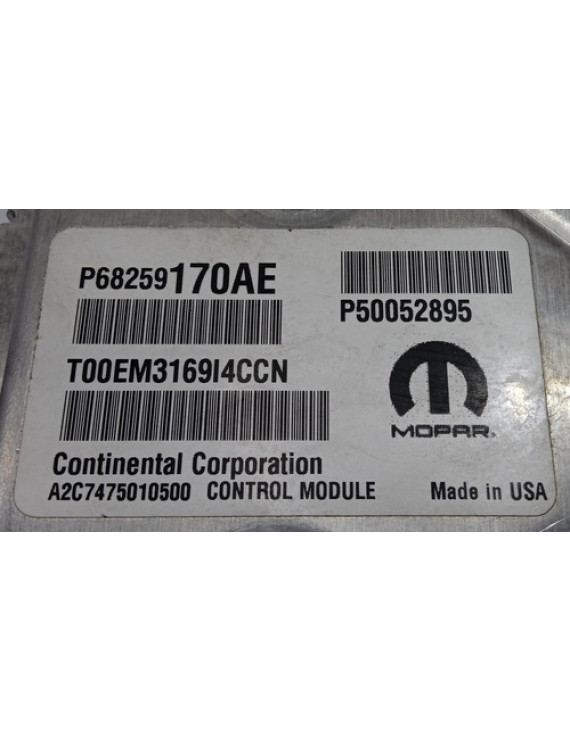 P68259170AE
P50052895
T00EM3169I4CCN
MOPAR®
Continental Corporation
A2C7475010500 CONTROL MODULE Made in USA